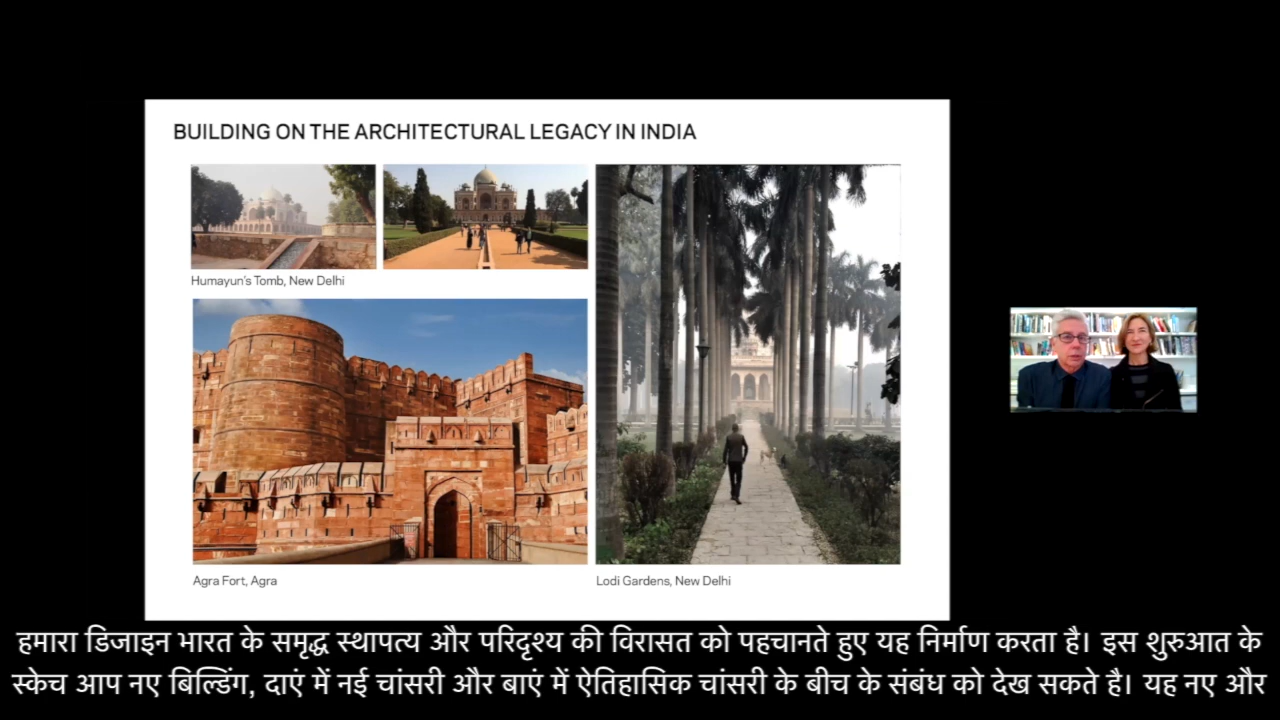 BUILDING ON THE ARCHITECTURAL LEGACY IN INDIA
Humayun's Tomb, New Delhi
Agra Fort, Agra
Lodi Gardens, New Delhi
हमारा डिजाइन भारत के समृद्ध स्थापत्य और परिदृश्य की विरासत को पहचानते हुए यह निर्माण करता है। इस शुरुआत के
स्केच आप नए बिल्डिंग, दाएं में नई चांसरी और बाएं में ऐतिहासिक चांसरी के बीच के संबंध को देख सकते है। यह नए और